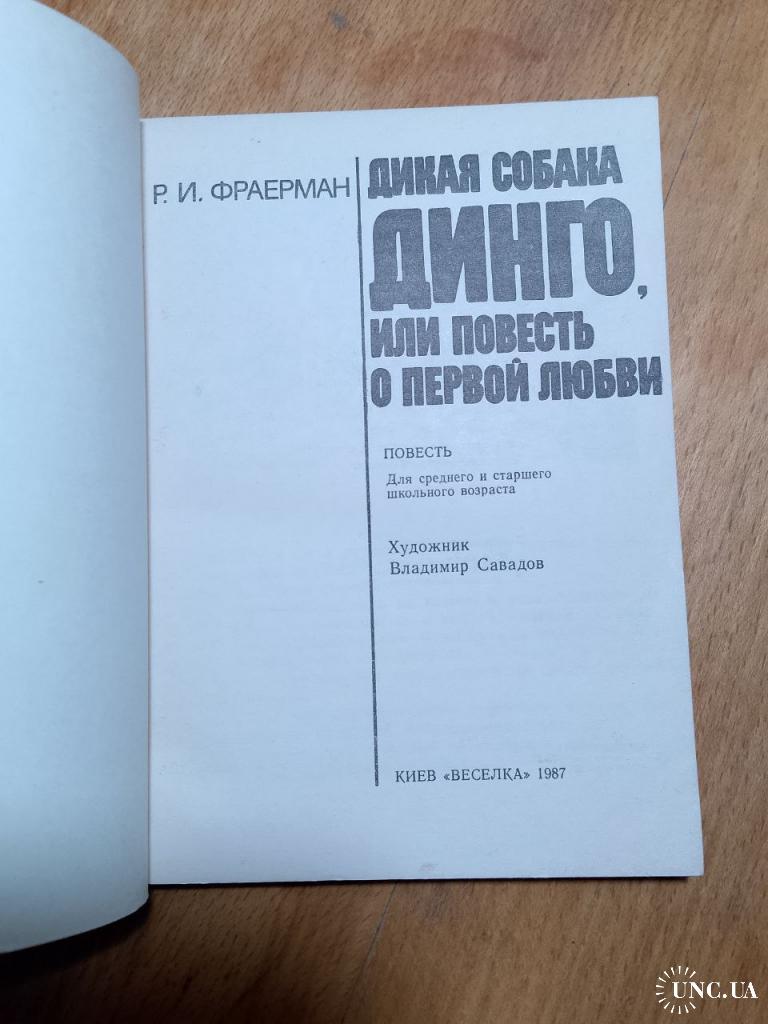 Р. И. ФРАЕРМАН
ДИКАЯ СОБАКА
ДИНГО,
ИЛИ ПОВЕСТЬ
О ПЕРВОЙ ЛЮБВИ
ПОВЕСТЬ
Для среднего и старшего
школьного возраста
Художник
Владимир Савадов
КИЕВ «ВЕСЕЛКА» 1987
UNC.UA